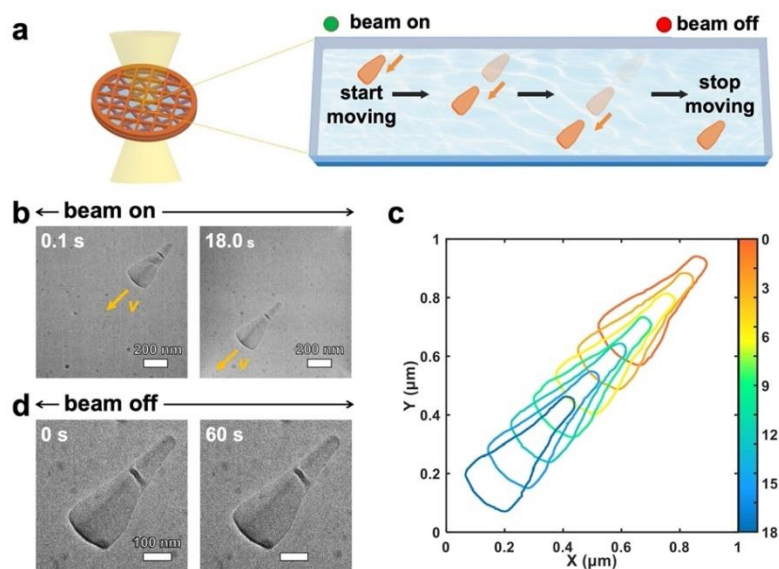 a
beam on
beam off
start
moving
stop
moving
b
beam on
0.1 s
v
200 nm
18.0 s
v
200 nm
c
1
0.8
0.6
0.4
0.2
0
Y (μm)
0
0.2
0.4
0.6
0.8
1
X (μm)
0
3
6
9
12
15
18
d
beam off
0 s
100 nm
60 s